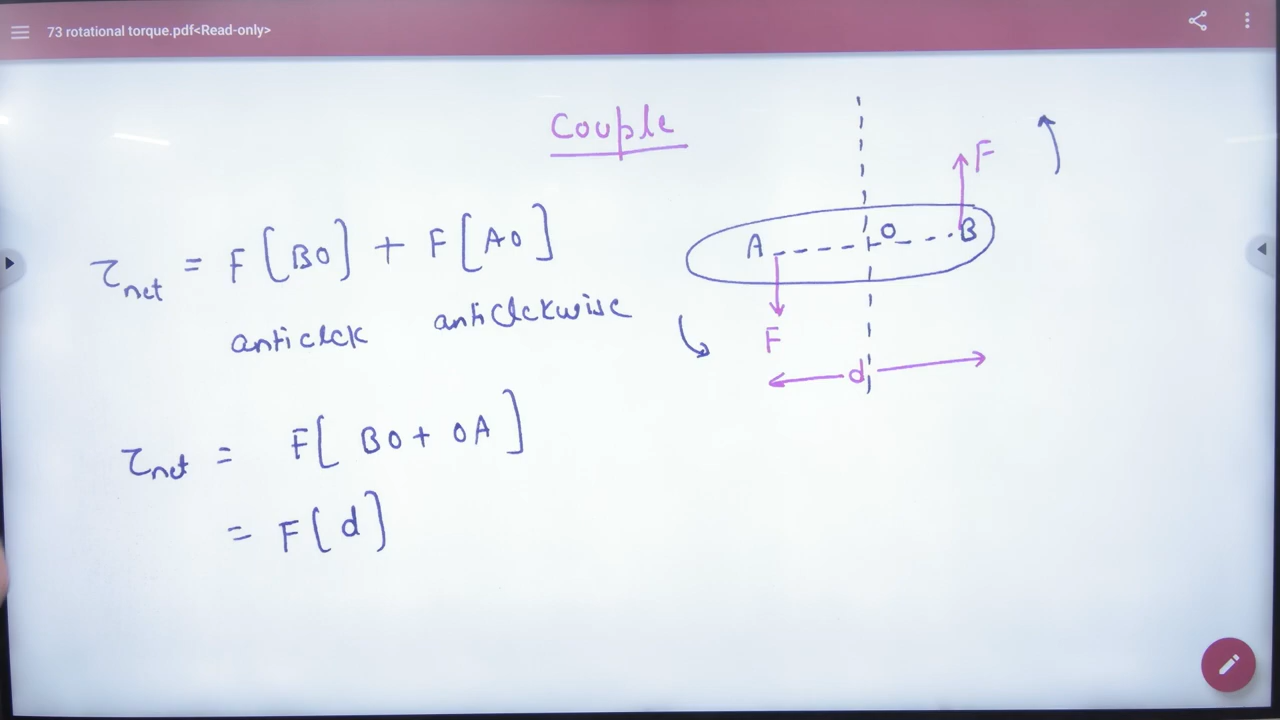 73 rotational torque.pdf<Read-only>
Couple
τnet = F[BO] + F[AO]
anticlck anticlckwise
τnet = F[BO + OA]
= F[d]
F
A O B
F
d